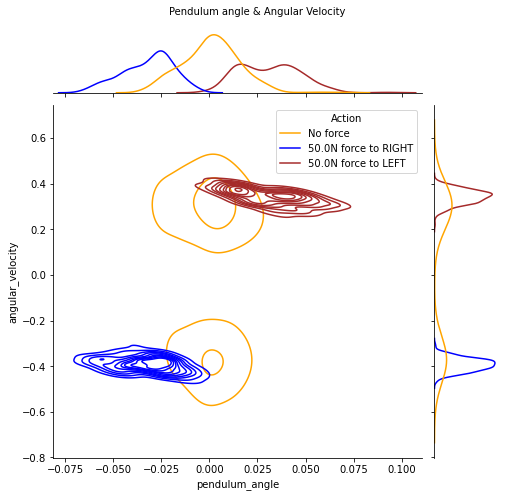 Pendulum angle & Angular Velocity
Action
No force
50.0N force to RIGHT
50.0N force to LEFT
0.6
0.4
0.2
0.0
−0.2
−0.4
−0.6
−0.8
angular_velocity
−0.075 −0.050 −0.025 0.000 0.025 0.050 0.075 0.100
pendulum_angle